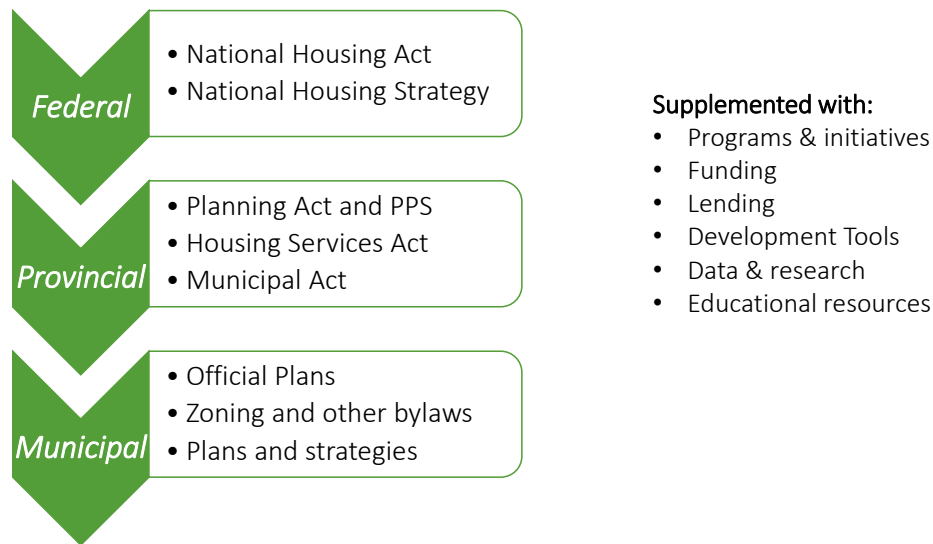 Federal
• National Housing Act
• National Housing Strategy
Provincial
• Planning Act and PPS
• Housing Services Act
• Municipal Act
Municipal
• Official Plans
• Zoning and other bylaws
• Plans and strategies
Supplemented with:
• Programs & initiatives
• Funding
• Lending
• Development Tools
• Data & research
• Educational resources